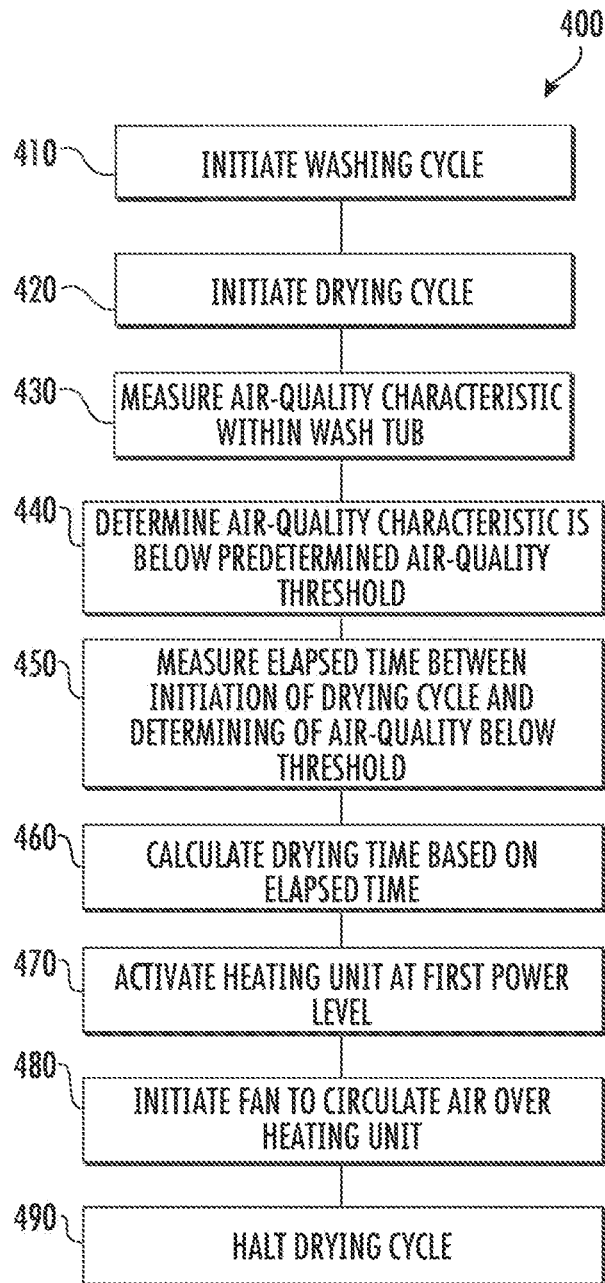 400
410
INITIATE WASHING CYCLE
420
INITIATE DRYING CYCLE
430
MEASURE AIR-QUALITY CHARACTERISTIC
WITHIN WASH TUB
440
DETERMINE AIR-QUALITY CHARACTERISTIC IS
BELOW PREDETERMINED AIR-QUALITY
THRESHOLD
450
MEASURE ELAPSED TIME BETWEEN
INITIATION OF DRYING CYCLE AND
DETERMINING OF AIR-QUALITY BELOW
THRESHOLD
460
CALCULATE DRYING TIME BASED ON
ELAPSED TIME
470
ACTIVATE HEATING UNIT AT FIRST POWER
LEVEL
480
INITIATE FAN TO CIRCULATE AIR OVER
HEATING UNIT
490
HALT DRYING CYCLE